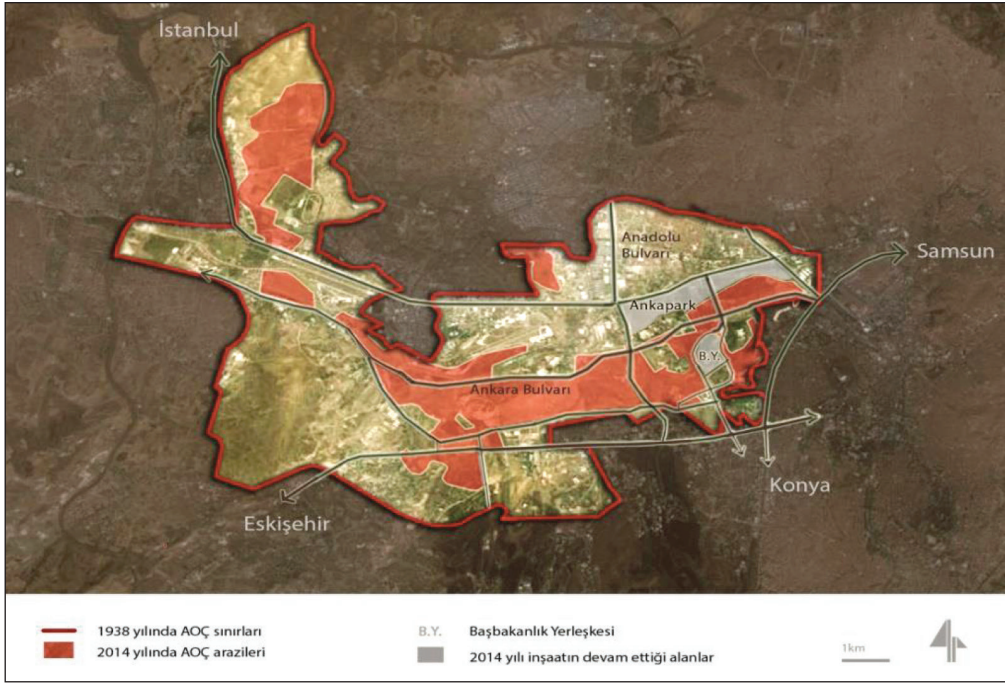 İstanbul
Anadolu
Bulvarı
Samsun
Ankapark
B.Y.
Ankara Bulvarı
Konya
Eskişehir
1938 yılında AOÇ sınırları
2014 yılında AOÇ arazileri
B.Y. Başbakanlık Yerleşkesi
2014 yılı inşaatın devam ettiği alanlar
1km